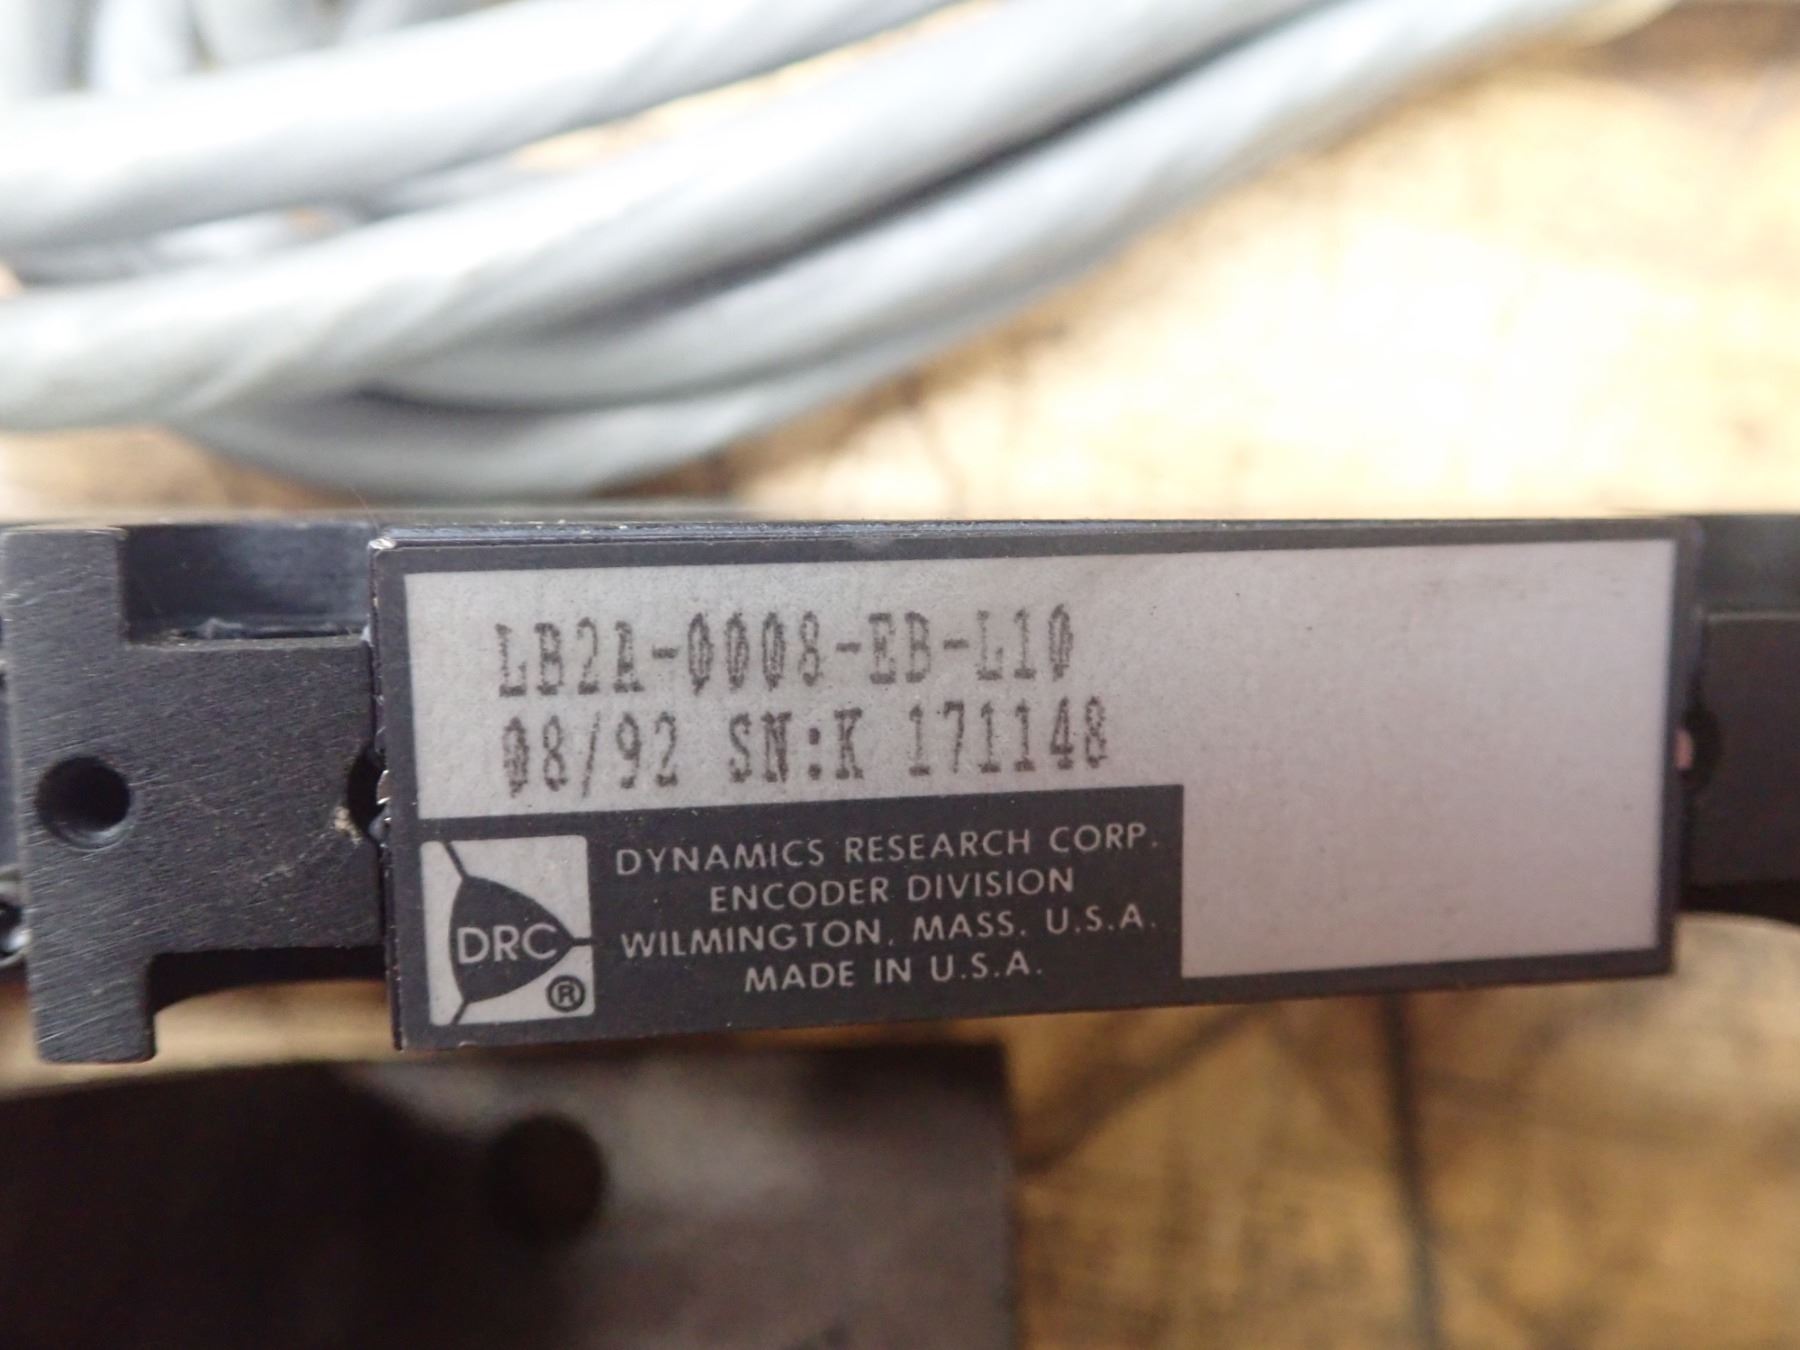 LB2A-0008-EB-L10
08/92 SN:K 171148
DRC
®
DYNAMICS RESEARCH CORP.
ENCODER DIVISION
WILMINGTON, MASS. U.S.A.
MADE IN U.S.A.